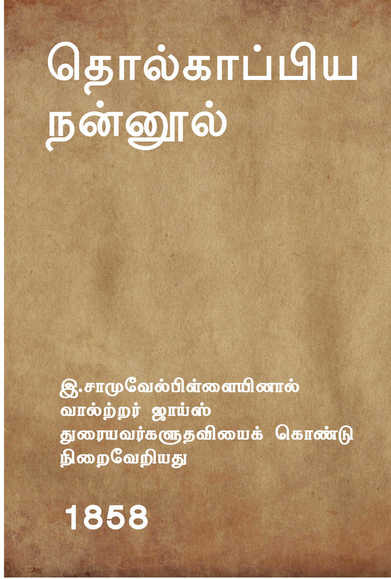 தொல்காப்பிய
நன்னூல்
இ.சாமுவேல்பிள்ளையினால்
வால்ற்றர் ஜாய்ஸ்
துரையவர்களுதவியைக் கொண்டு
நிறைவேறியது
1858